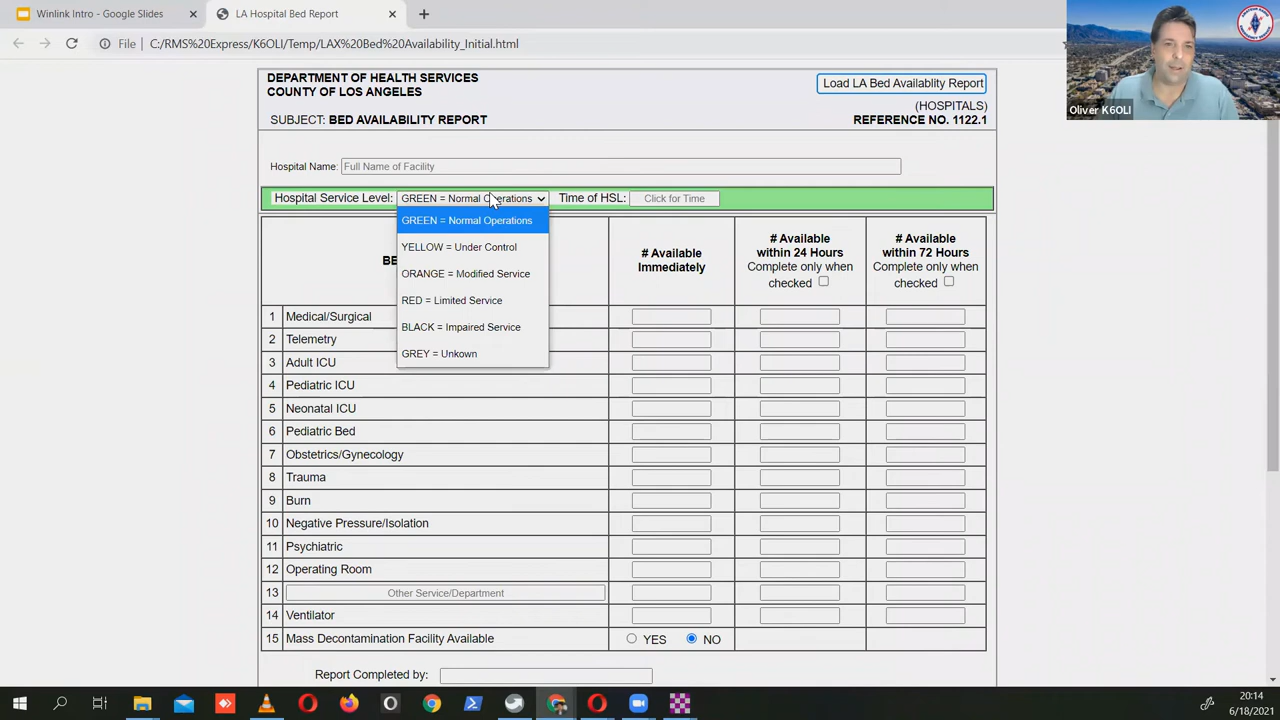 Winlink Intro - Google Slides
LA Hospital Bed Report
File
C:/RMS%20Express/K6OLI/Temp/LAX%20Bed%20Availability_Initial.html
Oliver K6OLI
DEPARTMENT OF HEALTH SERVICES
COUNTY OF LOS ANGELES
Load LA Bed Availablity Report
(HOSPITALS)
SUBJECT: BED AVAILABILITY REPORT
REFERENCE NO. 1122.1
Hospital Name: Full Name of Facility
Hospital Service Level: GREEN = Normal Operations Time of HSL: Click for Time
GREEN = Normal Operations
YELLOW = Under Control
ORANGE = Modified Service
RED = Limited Service
BLACK = Impaired Service
GREY = Unkown
BE
# Available
Immediately
# Available
within 24 Hours
Complete only when
checked
# Available
within 72 Hours
Complete only when
checked
1 Medical/Surgical
2 Telemetry
3 Adult ICU
4 Pediatric ICU
5 Neonatal ICU
6 Pediatric Bed
7 Obstetrics/Gynecology
8 Trauma
9 Burn
10 Negative Pressure/Isolation
11 Psychiatric
12 Operating Room
13 Other Service/Department
14 Ventilator
15 Mass Decontamination Facility Available YES NO
Report Completed by:
20:14
6/18/2021